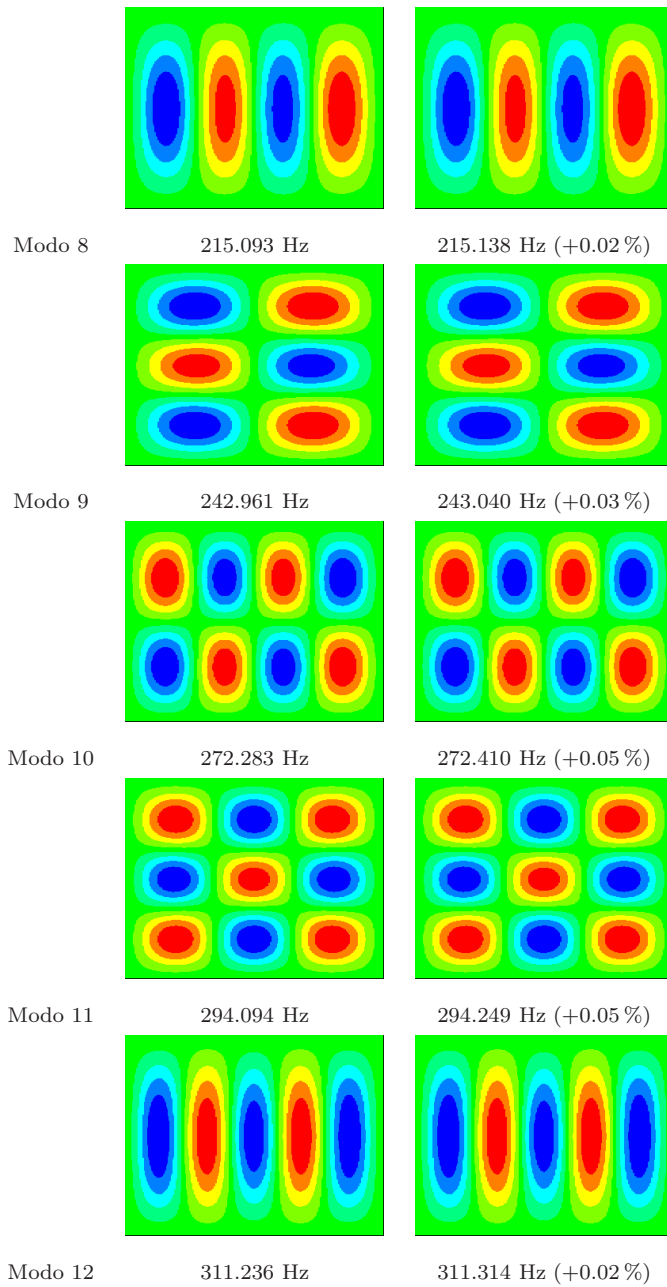 Modo 8 215.093 Hz 215.138 Hz (+0.02 %)
Modo 9 242.961 Hz 243.040 Hz (+0.03 %)
Modo 10 272.283 Hz 272.410 Hz (+0.05 %)
Modo 11 294.094 Hz 294.249 Hz (+0.05 %)
Modo 12 311.236 Hz 311.314 Hz (+0.02 %)